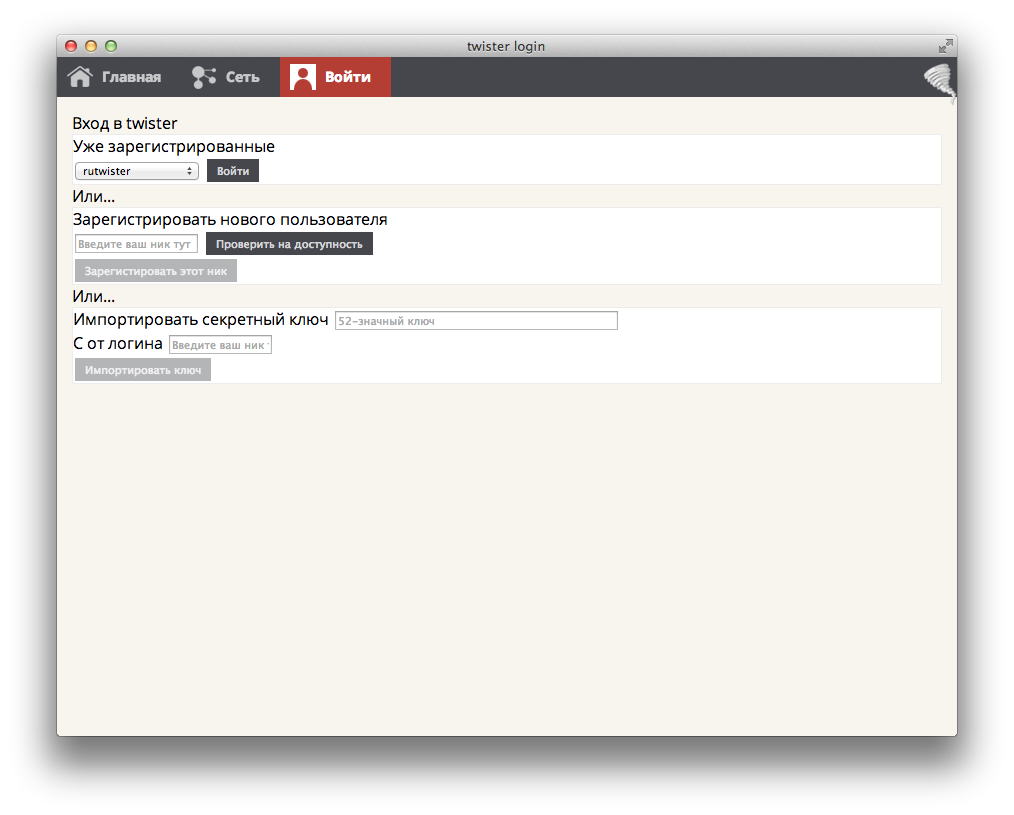 twister login
Главная Сеть Войти
Вход в twister
Уже зарегистрированные
rutwister Войти
Или...
Зарегистрировать нового пользователя
Введите ваш ник тут Проверить на доступность
Зарегистировать этот ник
Или...
Импортировать секретный ключ 52-значный ключ
С от логина Введите ваш ник
Импортировать ключ